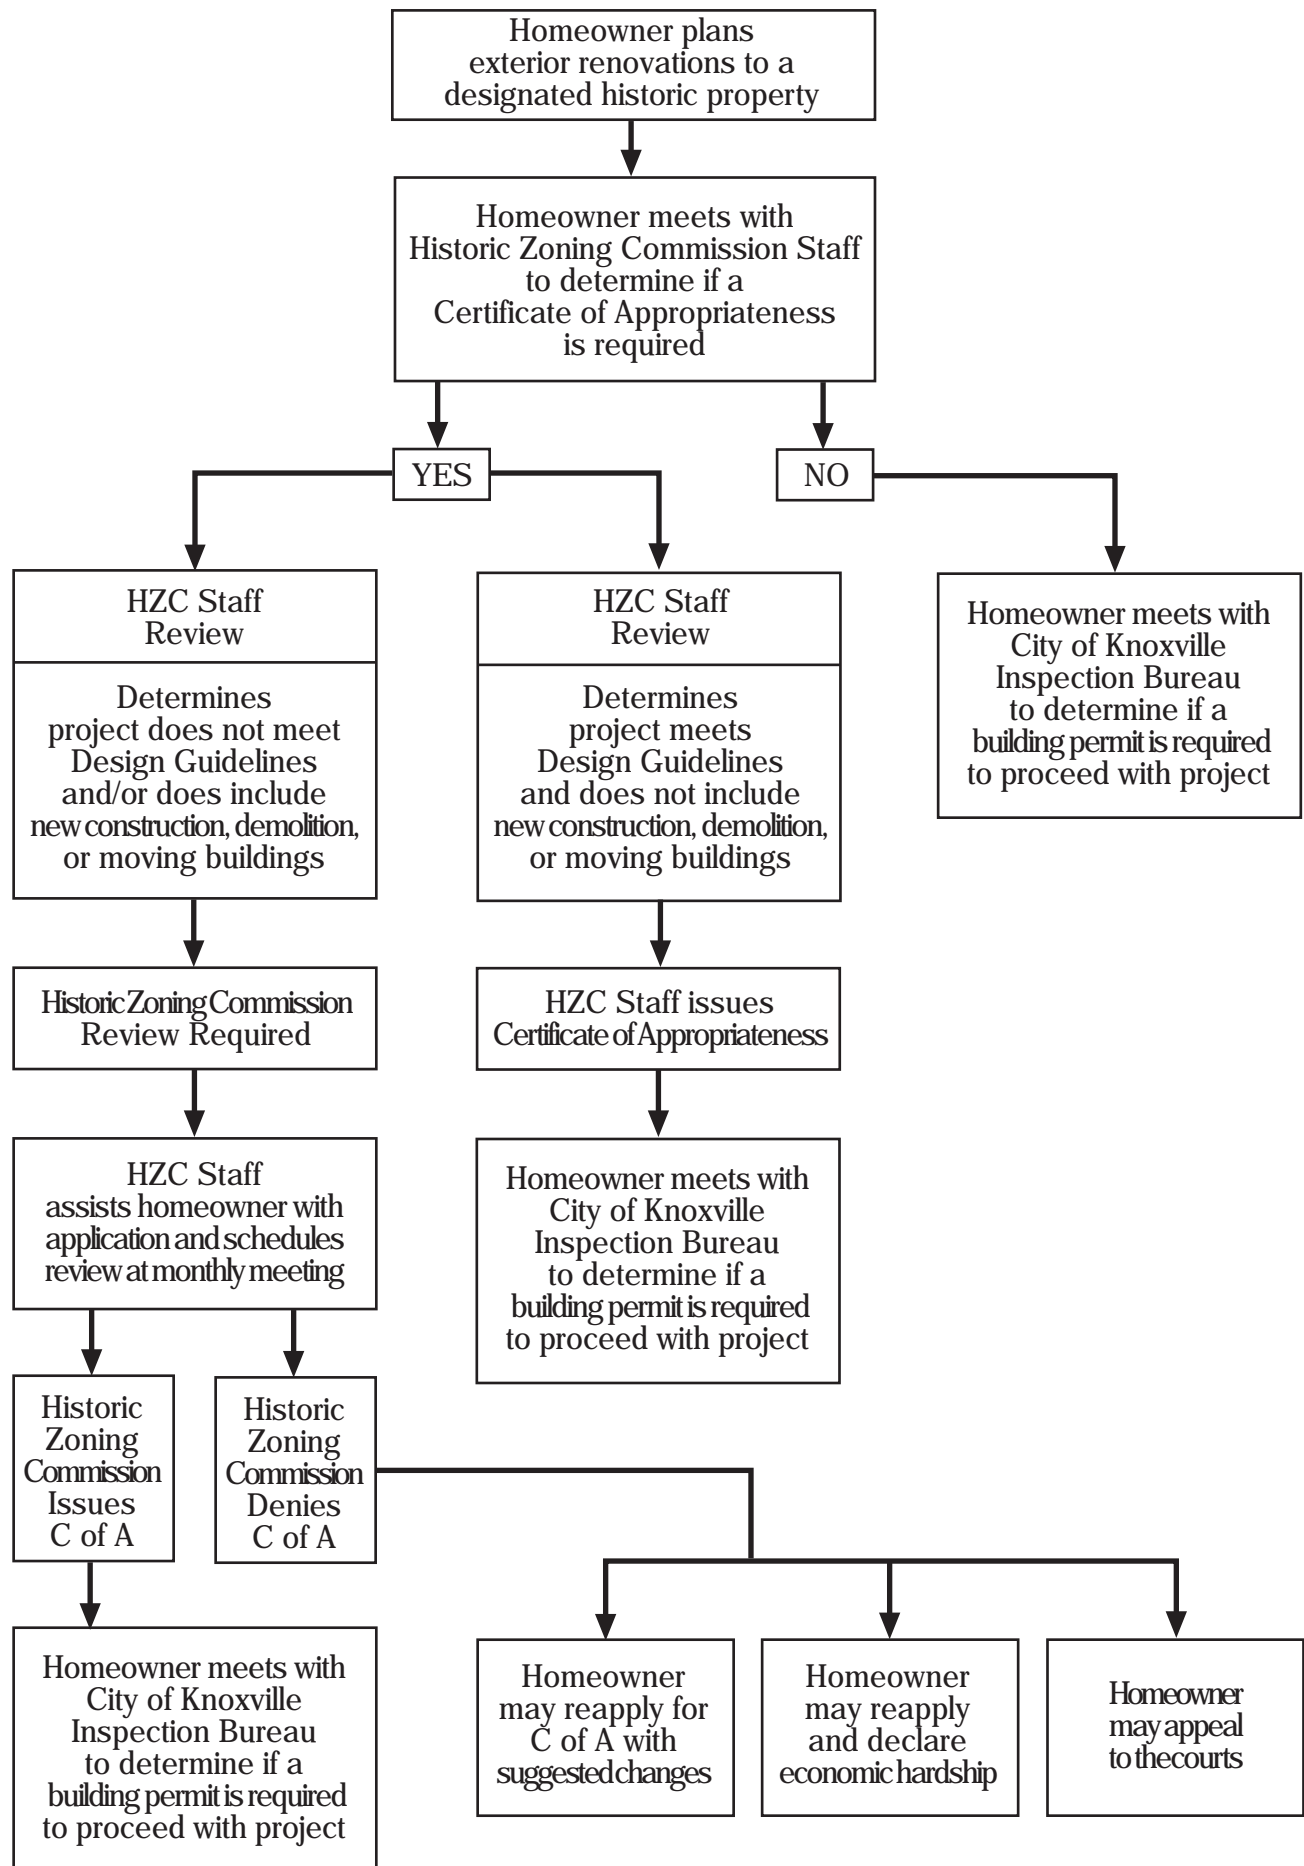 Homeowner plans
exterior renovations to a
designated historic property
Homeowner meets with
Historic Zoning Commission Staff
to determine if a
Certificate of Appropriateness
is required
YES
NO
HZC Staff
Review
Determines
project does not meet
Design Guidelines
and/or does include
new construction, demolition,
or moving buildings
HZC Staff
Review
Determines
project meets
Design Guidelines
and does not include
new construction, demolition,
or moving buildings
Homeowner meets with
City of Knoxville
Inspection Bureau
to determine if a
building permit is required
to proceed with project
Historic Zoning Commission
Review Required
HZC Staff issues
Certificate of Appropriateness
HZC Staff
assists homeowner with
application and schedules
review at monthly meeting
Homeowner meets with
City of Knoxville
Inspection Bureau
to determine if a
building permit is required
to proceed with project
Historic
Zoning
Commission
Issues
C of A
Historic
Zoning
Commission
Denies
C of A
Homeowner meets with
City of Knoxville
Inspection Bureau
to determine if a
building permit is required
to proceed with project
Homeowner
may reapply for
C of A with
suggested changes
Homeowner
may reapply
and declare
economic hardship
Homeowner
may appeal
to the courts